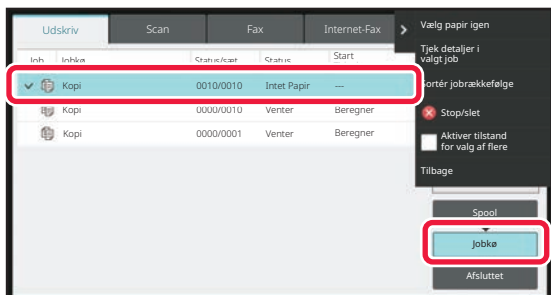 Udskriv Scan Fax Internet-Fax
Job Jobkø Status/sæt Status Start
Kopi 0010/0010 Intet Papir ---
Kopi 0000/0010 Venter Beregner
Kopi 0000/0001 Venter Beregner
Vælg papir igen
Tjek detaljer i
valgt job
Sortér jobrækkefølge
Stop/slet
Aktiver tilstand
for valg af flere
Tilbage
Spool
Jobkø
Afsluttet